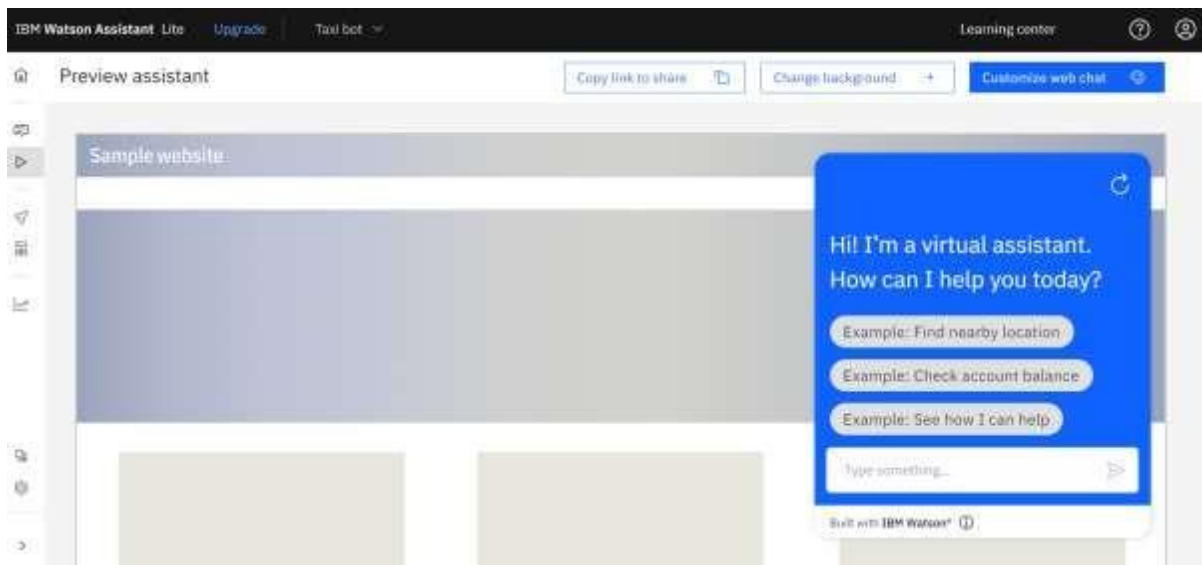 IBM Watson Assistant Lite Upgrade Taxi bot Learning center
Preview assistant Copy link to share Change background + Customize web chat
Sample website
Hi! I'm a virtual assistant.
How can I help you today?
Example: Find nearby location
Example: Check account balance
Example: See how I can help
Type something...
Built with IBM Watson®